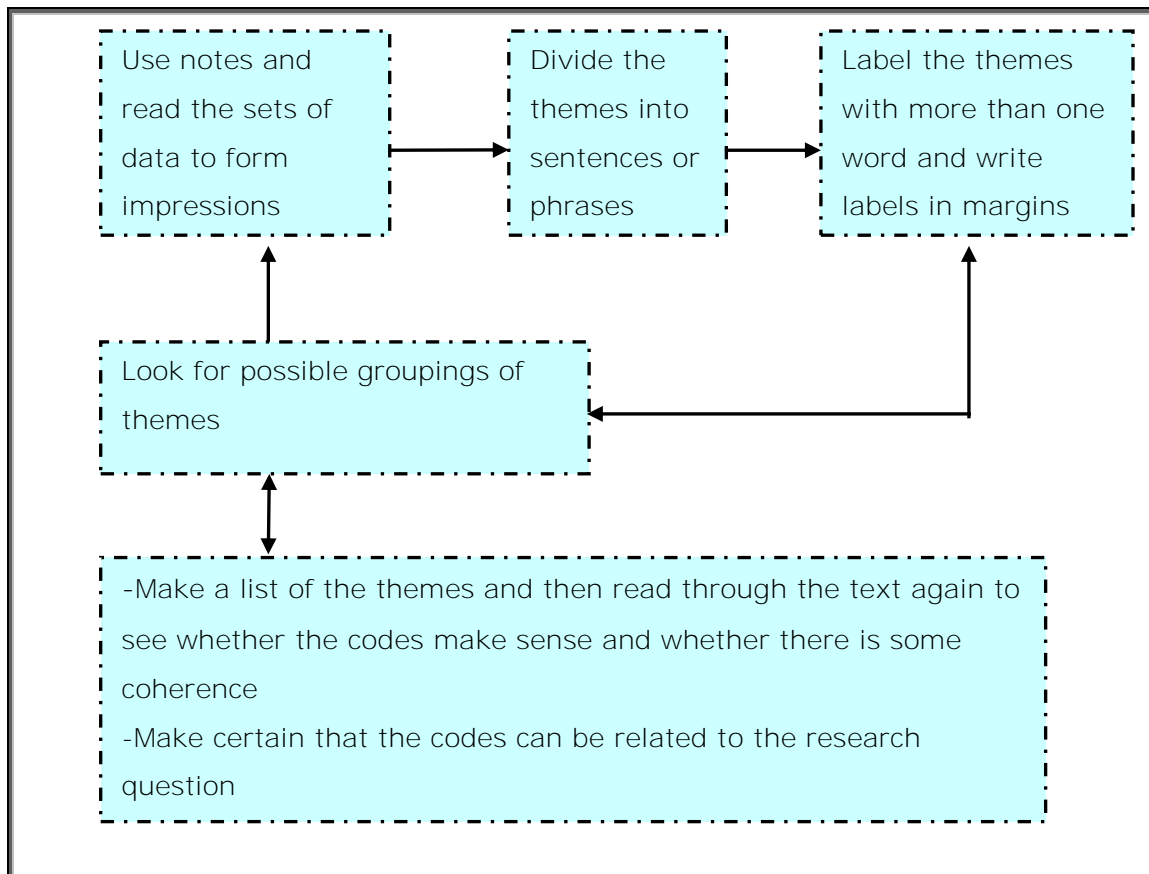 Use notes and
read the sets of
data to form
impressions
Divide the
themes into
sentences or
phrases
Label the themes
with more than one
word and write
labels in margins
Look for possible groupings of
themes
-Make a list of the themes and then read through the text again to
see whether the codes make sense and whether there is some
coherence
-Make certain that the codes can be related to the research
question